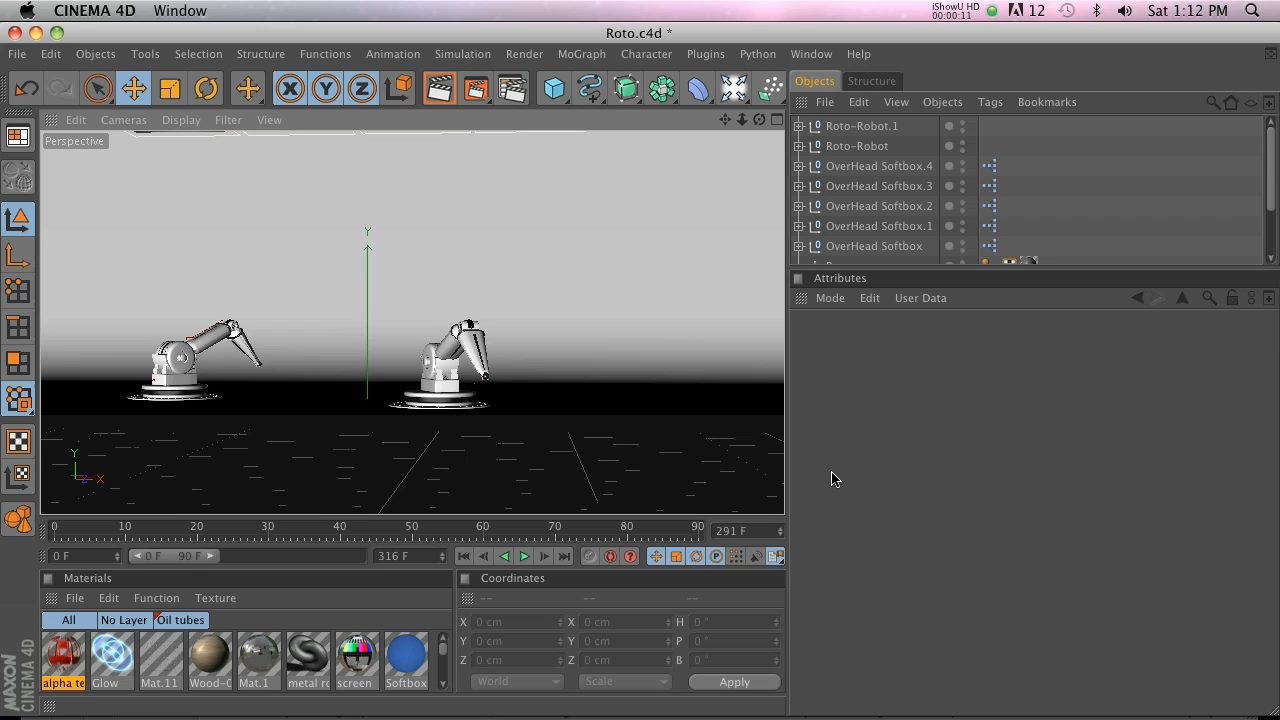 CINEMA 4D Window iShowU HD 00:00:11 12 Sat 1:12 PM
Roto.c4d *
File Edit Objects Tools Selection Structure Functions Animation Simulation Render MoGraph Character Plugins Python Window Help
Objects Structure
File Edit View Objects Tags Bookmarks
Edit Cameras Display Filter View
Perspective
Roto-Robot.1
Roto-Robot
OverHead Softbox.4
OverHead Softbox.3
OverHead Softbox.2
OverHead Softbox.1
OverHead Softbox
Attributes
Mode Edit User Data
Y
Y
Z X
0 10 20 30 40 50 60 70 80 90 291 F
0 F 0 F 90 F 316 F
Materials
File Edit Function Texture
All No Layer Oil tubes
alpha te Glow Mat.11 Wood-C Mat.1 metal ro screen Softbox
Coordinates
-- -- --
X 0 cm X 0 cm H 0 °
Y 0 cm Y 0 cm P 0 °
Z 0 cm Z 0 cm B 0 °
World Scale Apply
MAXON CINEMA 4D